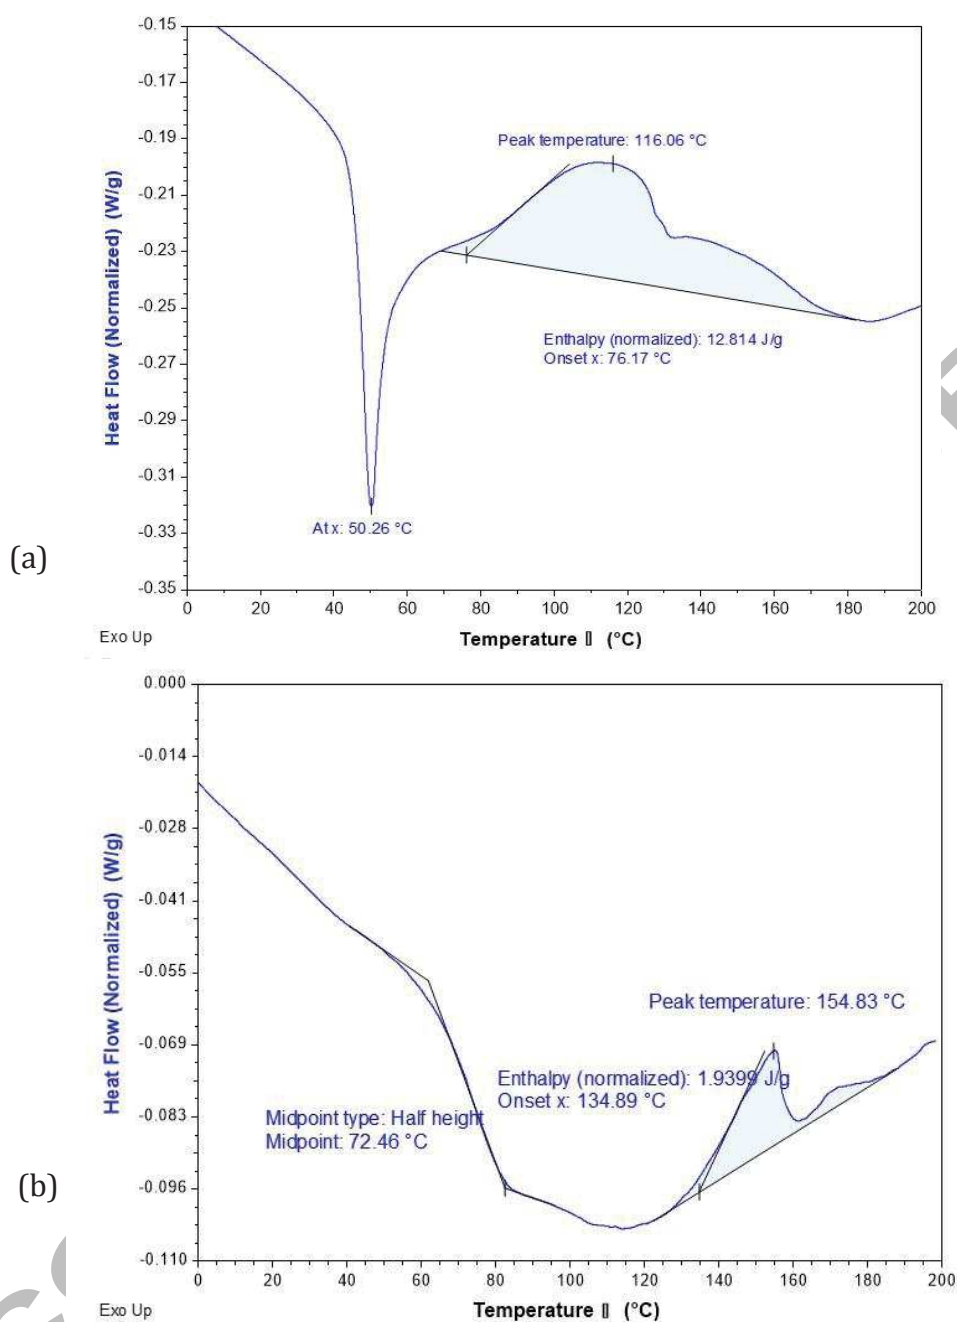 -0.15
-0.17
-0.19
-0.21
-0.23
-0.25
-0.27
-0.29
-0.31
-0.33
-0.35
Heat Flow (Normalized) (W/g)
Peak temperature: 116.06 °C
Enthalpy (normalized): 12.814 J/g
Onset x: 76.17 °C
At x: 50.26 °C
(a)
0 20 40 60 80 100 120 140 160 180 200
Exo Up
Temperature (°C)
0.000
-0.014
-0.028
-0.041
-0.055
-0.069
-0.083
-0.096
-0.110
Heat Flow (Normalized) (W/g)
Peak temperature: 154.83 °C
Enthalpy (normalized): 1.9399 J/g
Onset x: 134.89 °C
Midpoint type: Half height
Midpoint: 72.46 °C
(b)
0 20 40 60 80 100 120 140 160 180 200
Exo Up
Temperature (°C)